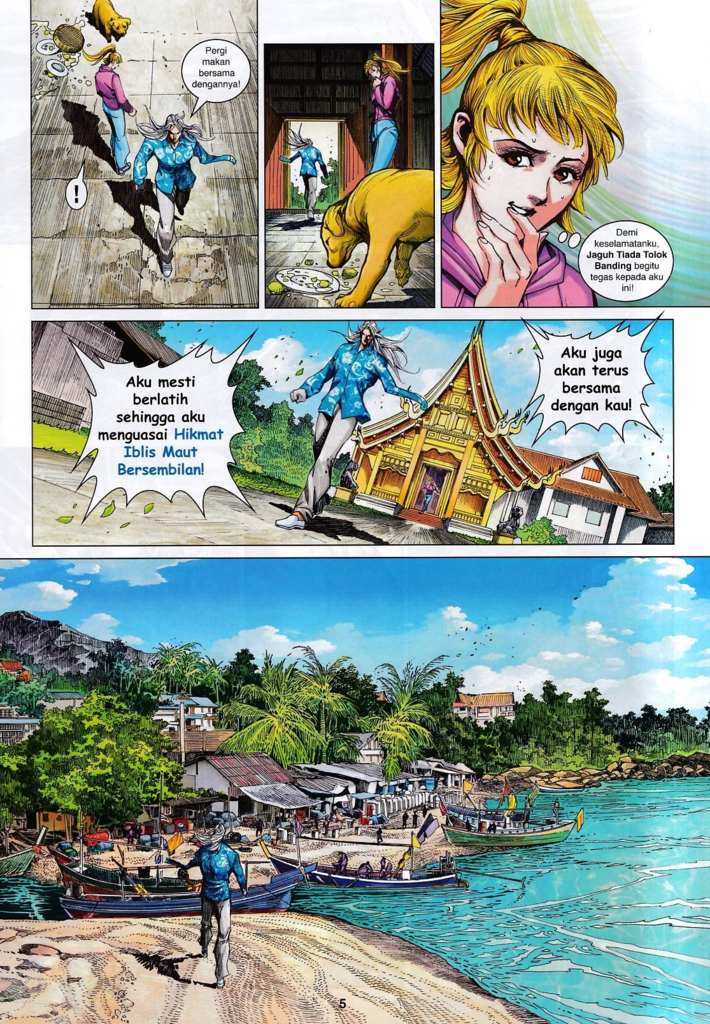 Pergi
makan
bersama
dengannya!
!
Demi
keselamatanku,
Jaguh Tiada Tolok
Banding begitu
tegas kepada aku
ini!
Aku mesti
berlatih
sehingga aku
menguasai Hikmat
Iblis Maut
Bersembilan!
Aku juga
akan terus
bersama
dengan kau!
5